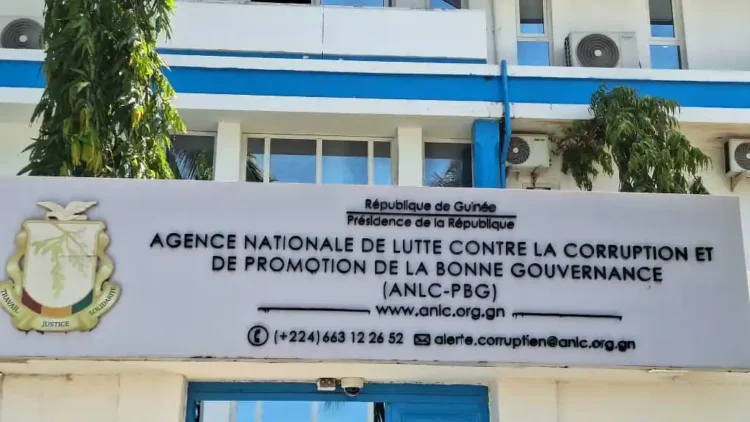 République de Guinée
Présidence de la République
AGENCE NATIONALE DE LUTTE CONTRE LA CORRUPTION ET
DE PROMOTION DE LA BONNE GOUVERNANCE
(ANLC-PBG)
www.anlc.org.gn
(+224) 663 12 26 52 alerte.corruption@anlc.org.gn
TRAVAIL JUSTICE SOLIDARITÉ